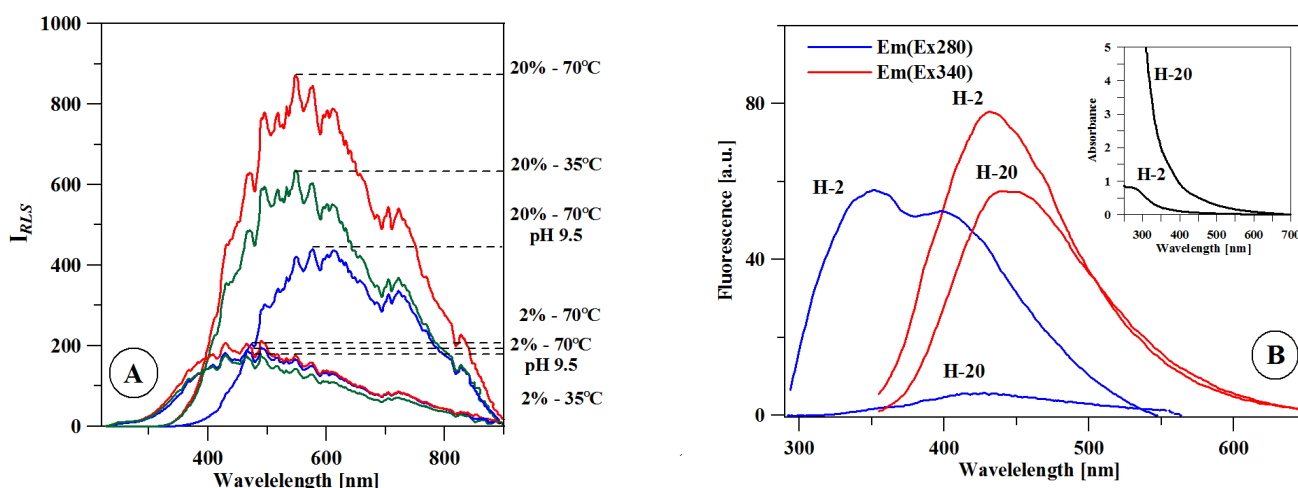 1000
800
600
400
200
0
I_RLS
400
600
800
Wavelelength [nm]
A
20% - 70°C
20% - 35°C
20% - 70°C
pH 9.5
2% - 70°C
2% - 70°C
pH 9.5
2% - 35°C
Em(Ex280)
Em(Ex340)
80
40
0
Fluorescence [a.u.]
300
400
500
600
Wavelength [nm]
H-2
H-2
H-20
H-20
B
5
4
3
2
1
0
Absorbance
H-20
H-2
300
400
500
600
700
Wavelength [nm]